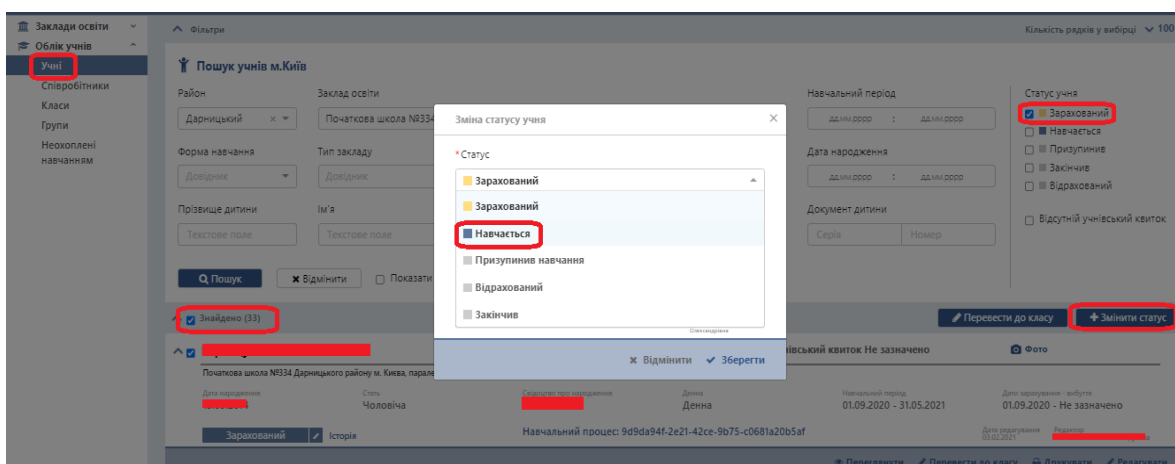 Заклади освіти
Облік учнів
Учні
Співробітники
Класи
Групи
Неохоплені навчанням
Фільтри
Кількість рядків у вибірці 100
Пошук учнів м.Київ
Район
Заклад освіти
Навчальний період
Статус учня
Дарницький
Початкова школа №334
дд.мм.рррр : дд.мм.рррр
Зарахований
Навчається
Призупинив
Закінчив
Відрахований
Відсутній учнівський квиток
Форма навчання
Тип закладу
Дата народження
Довідник
Довідник
дд.мм.рррр : дд.мм.рррр
Прізвище дитини
Ім'я
Документ дитини
Текстове поле
Текстове поле
Серія
Номер
Пошук
Відмінити
Показати
Зміна статусу учня
* Статус
Зарахований
Зарахований
Навчається
Призупинив навчання
Відрахований
Закінчив
Олександрівна
Відмінити
Зберегти
Знайдено (33)
Перевести до класу
Змінити статус
квиток Не зазначено
Фото
Початкова школа №334 Дарницького району м. Києва,
Дата народження
Стать
Свідоцтво про народження
Денна
Навчальний період
Дата зарахування - вибуття
Чоловіча
Денна
01.09.2020 - 31.05.2021
01.09.2020 - Не зазначено
Зарахований
Історія
Навчальний процес: 9d9da94f-2e21-42ce-9b75-c0681a20b5af
Дата редагування
03.02.2021
Редактор
Переглянути
Перевести до класу
Друкувати
Редагувати